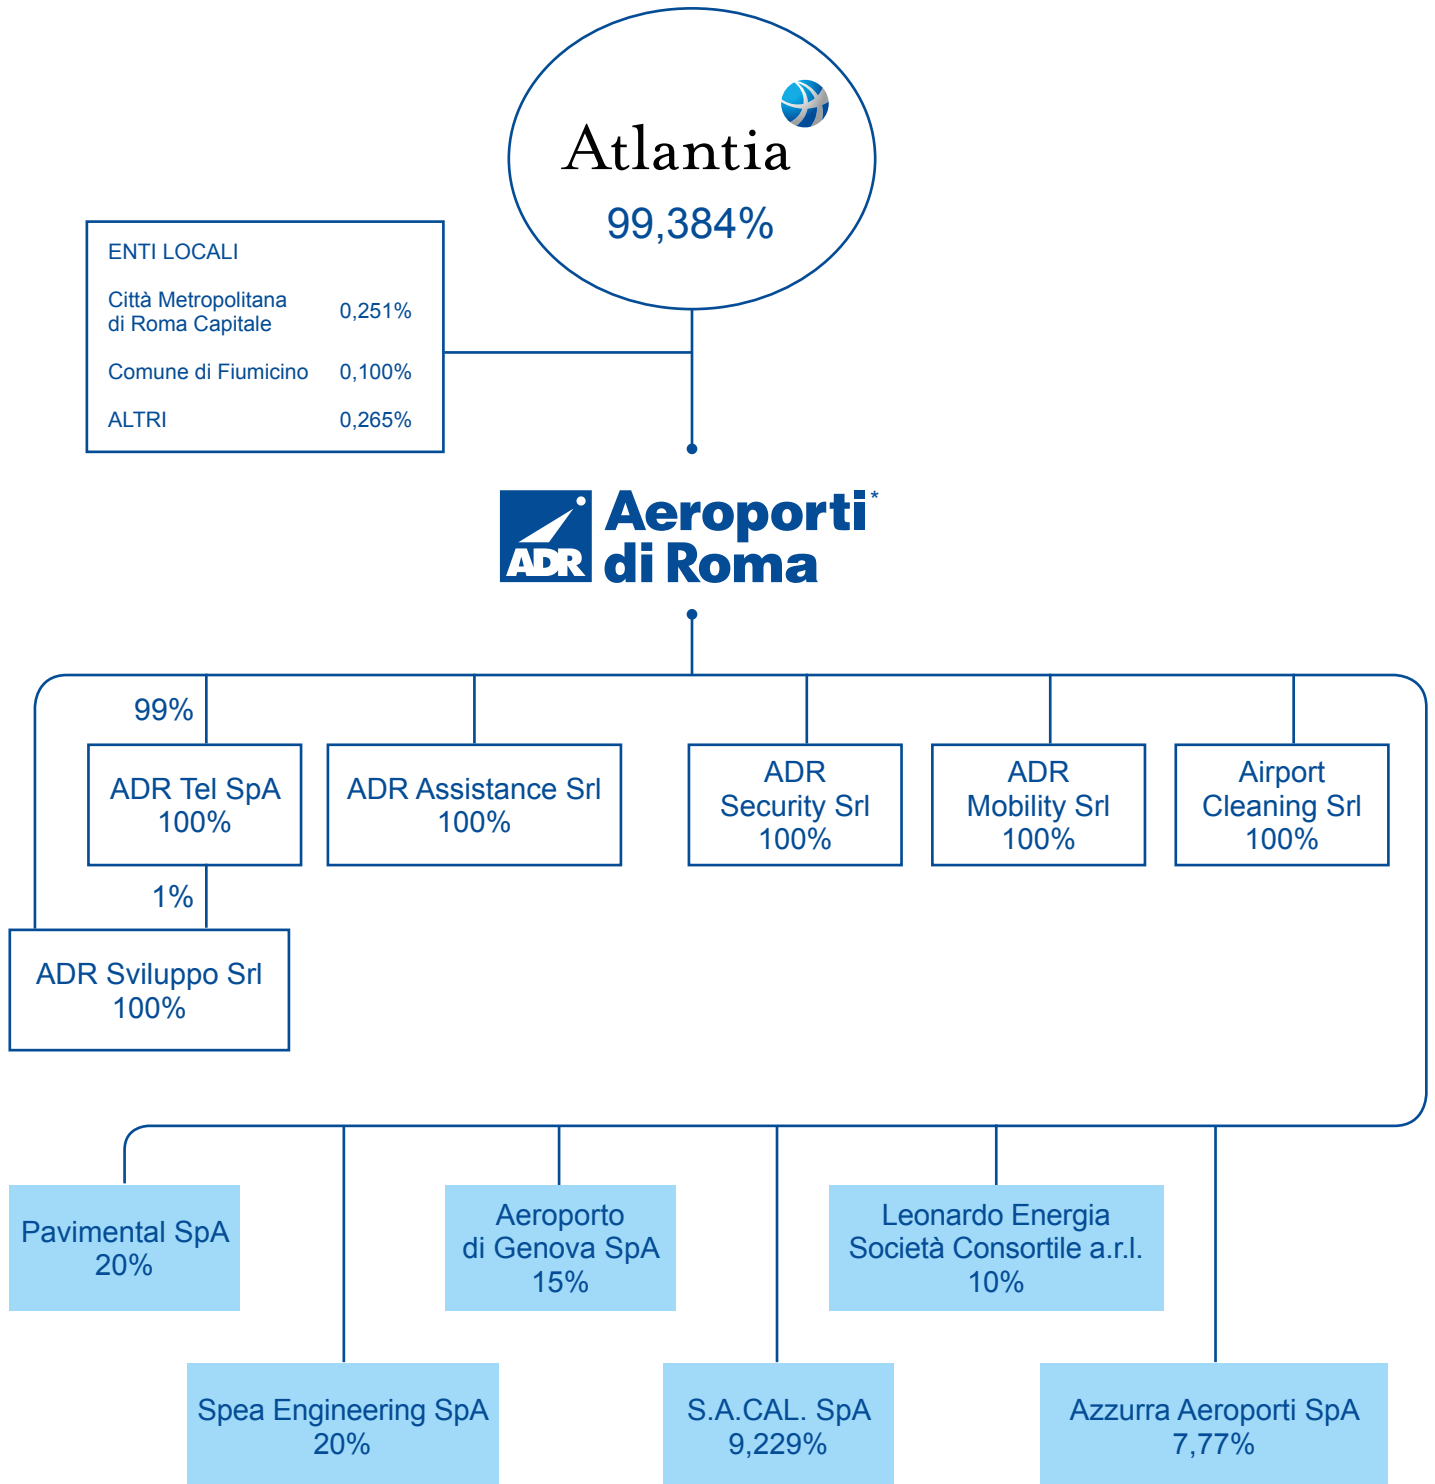 Atlantia
99,384%
ENTI LOCALI
Città Metropolitana
di Roma Capitale 0,251%
Comune di Fiumicino 0,100%
ALTRI 0,265%
ADR
Aeroporti*
di Roma
99%
ADR Tel SpA
100%
ADR Assistance Srl
100%
ADR
Security Srl
100%
ADR
Mobility Srl
100%
Airport
Cleaning Srl
100%
1%
ADR Sviluppo Srl
100%
Pavimental SpA
20%
Aeroporto
di Genova SpA
15%
Leonardo Energia
Società Consortile a.r.l.
10%
Spea Engineering SpA
20%
S.A.CAL. SpA
9,229%
Azzurra Aeroporti SpA
7,77%